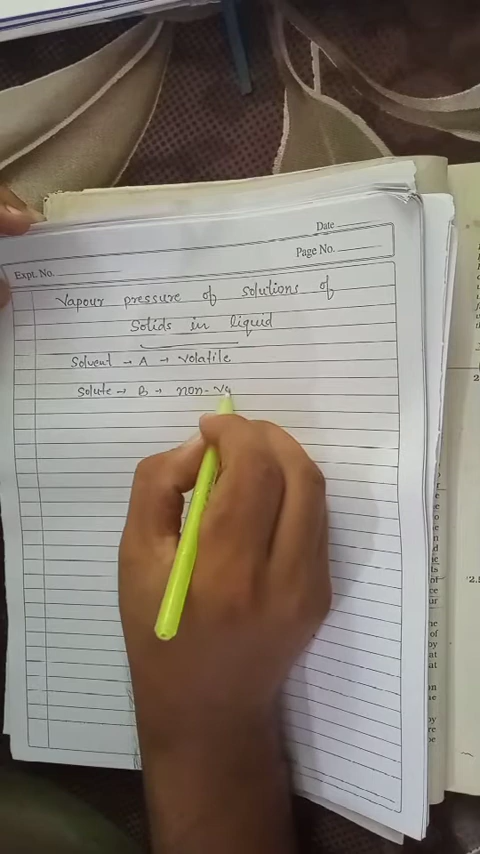 Date
Page No.
Expt. No.
Vapour pressure of solutions of
Solids in liquid
Solvent → A → volatile
Solute → B → non-vo